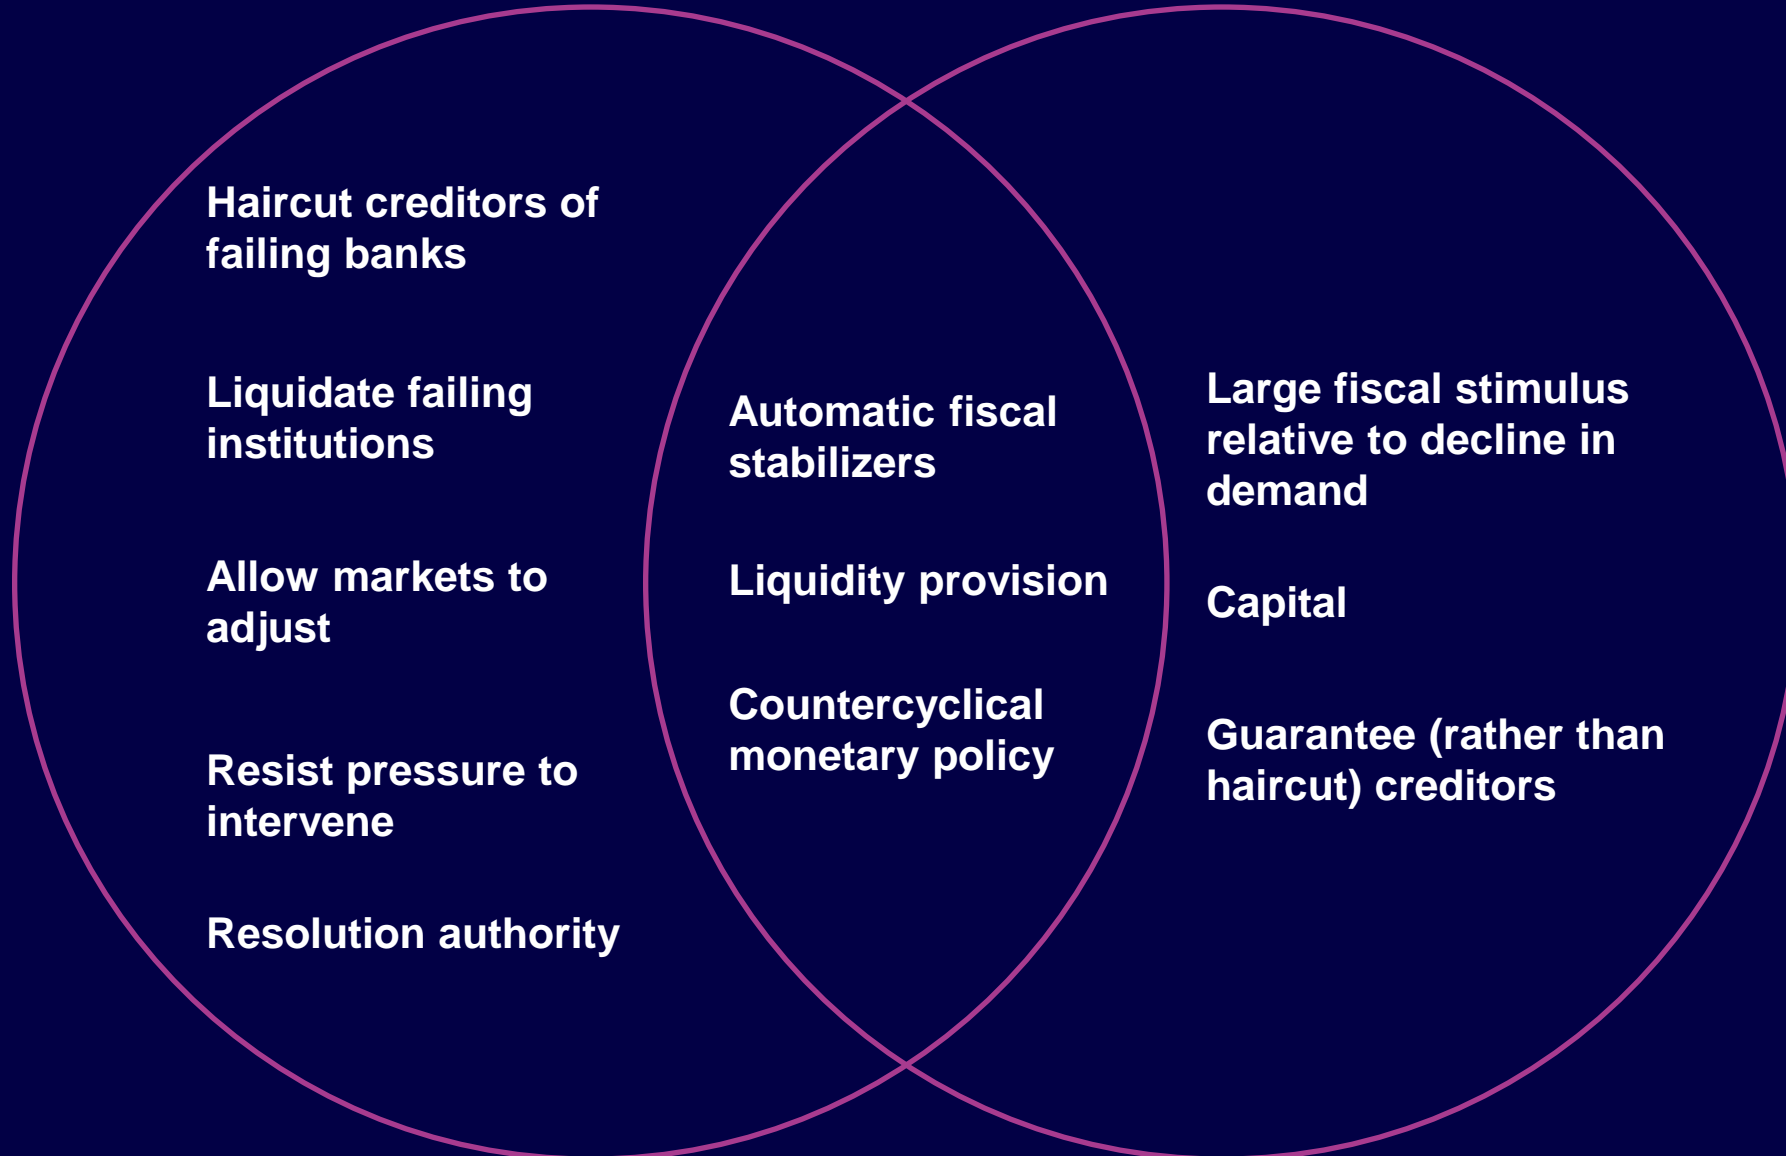 Haircut creditors of
failing banks
Liquidate failing
institutions
Allow markets to
adjust
Resist pressure to
intervene
Resolution authority
Automatic fiscal
stabilizers
Liquidity provision
Countercyclical
monetary policy
Large fiscal stimulus
relative to decline in
demand
Capital
Guarantee (rather than
haircut) creditors